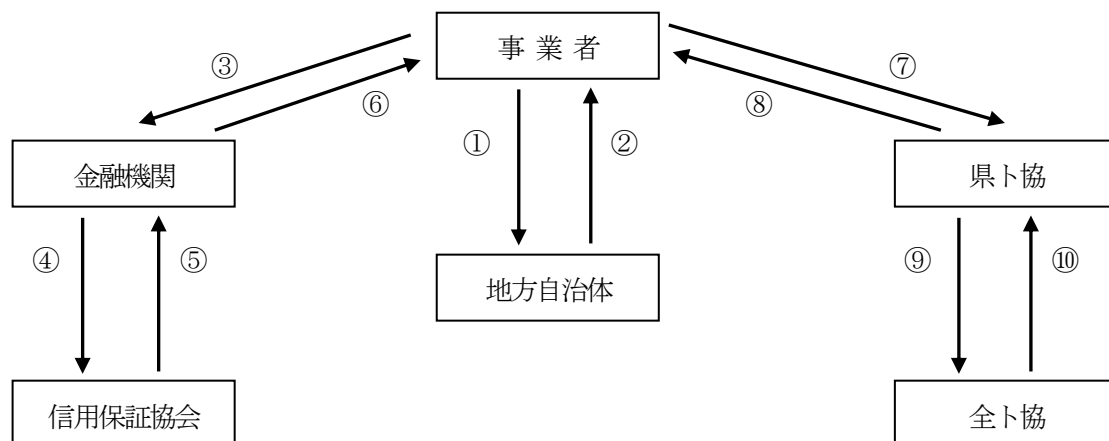 事 業 者
③
⑦
⑥
⑧
①
②
金融機関
県ト協
④
⑤
⑨
⑩
地方自治体
信用保証協会
全ト協